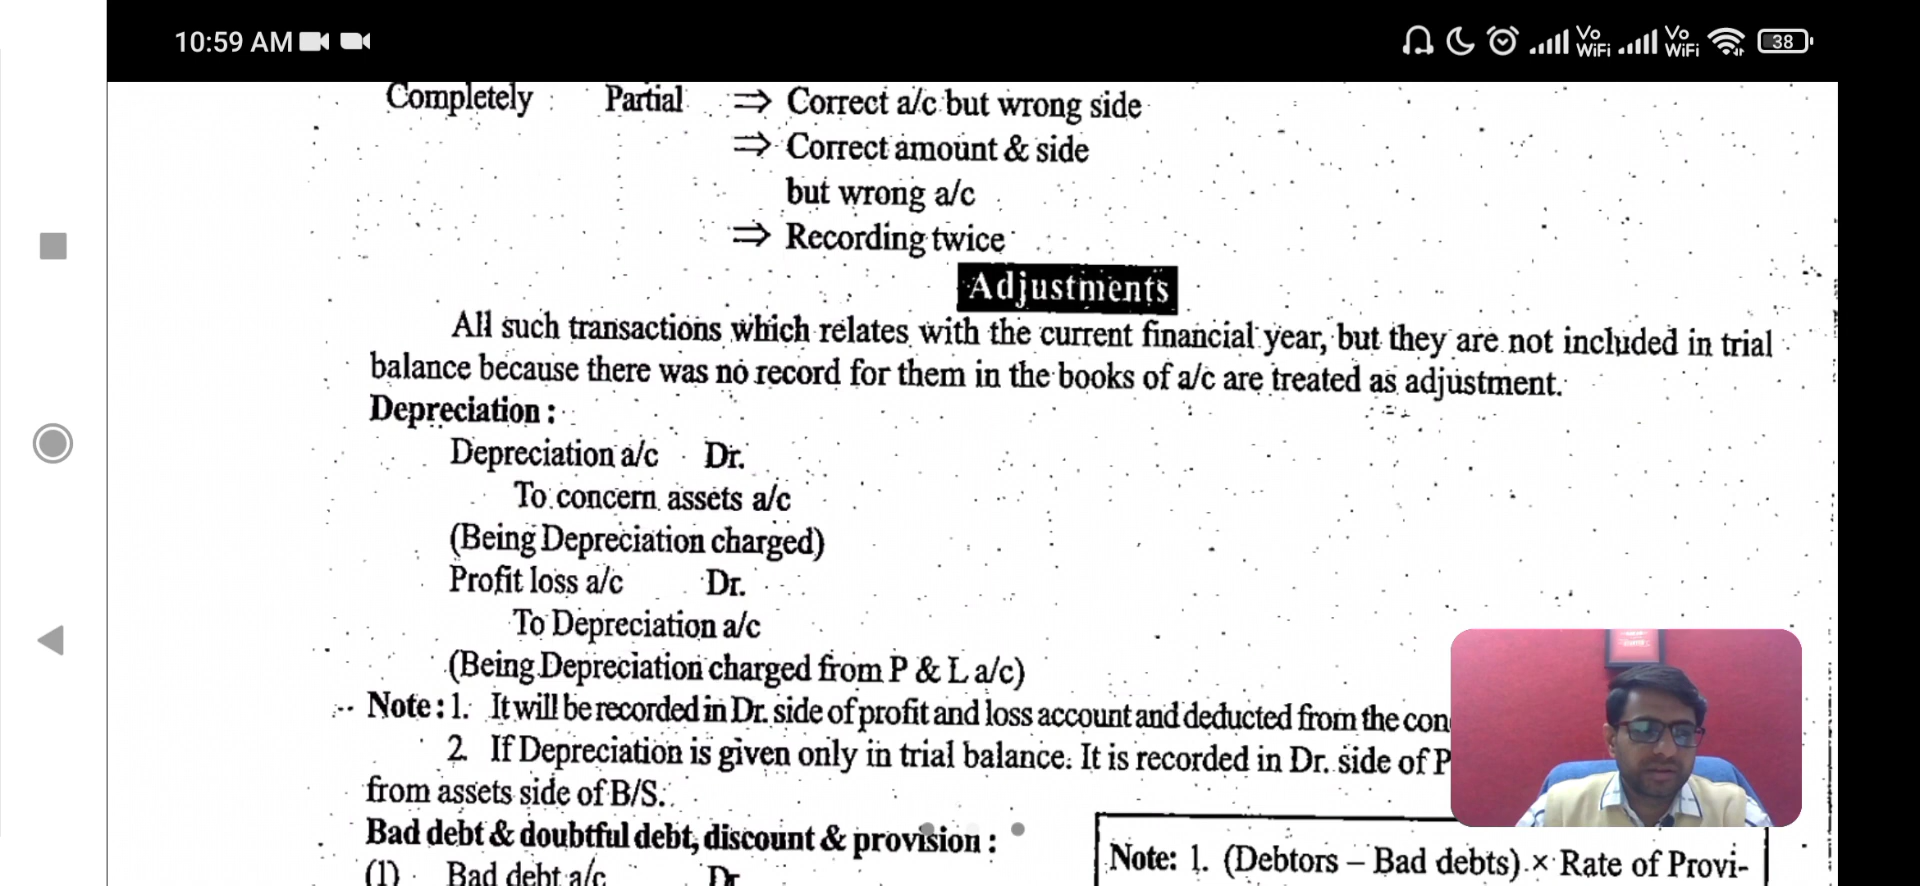 10:59 AM
Vo WiFi Vo WiFi 38
Completely Partial ⇒ Correct a/c but wrong side
⇒ Correct amount & side
but wrong a/c
⇒ Recording twice
Adjustments
All such transactions which relates with the current financial year, but they are not included in trial
balance because there was no record for them in the books of a/c are treated as adjustment.
Depreciation :
Depreciation a/c Dr.
To concern assets a/c
(Being Depreciation charged)
Profit loss a/c Dr.
To Depreciation a/c
(Being Depreciation charged from P & L a/c)
Note : 1. It will be recorded in Dr. side of profit and loss account and deducted from the con
2. If Depreciation is given only in trial balance. It is recorded in Dr. side of P
from assets side of B/S.
Bad debt & doubtful debt, discount & provision :
(1) Bad debt a/c Dr
Note: 1. (Debtors – Bad debts) × Rate of Provi-